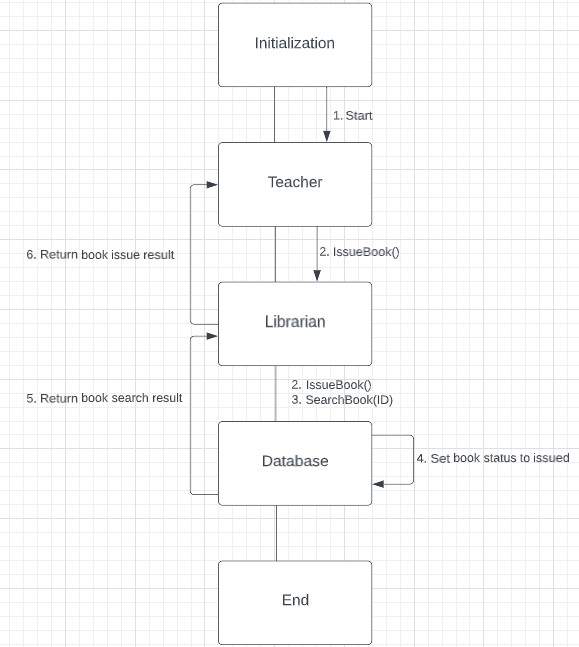 Initialization
1. Start
Teacher
2. IssueBook()
6. Return book issue result
Librarian
2. IssueBook()
3. SearchBook(ID)
5. Return book search result
Database
4. Set book status to issued
End